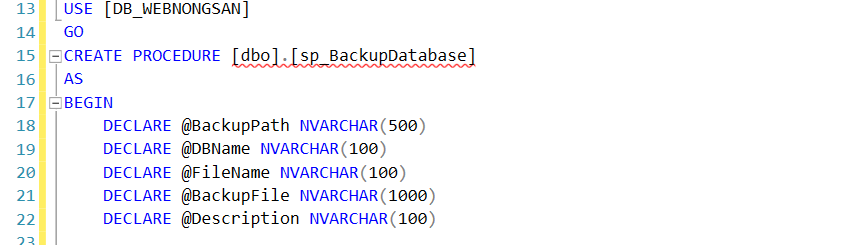 13 USE [DB_WEBNONGSAN]
14 GO
15 CREATE PROCEDURE [dbo].[sp_BackupDatabase]
16 AS
17 BEGIN
18 DECLARE @BackupPath NVARCHAR(500)
19 DECLARE @DBName NVARCHAR(100)
20 DECLARE @FileName NVARCHAR(100)
21 DECLARE @BackupFile NVARCHAR(1000)
22 DECLARE @Description NVARCHAR(100)
23